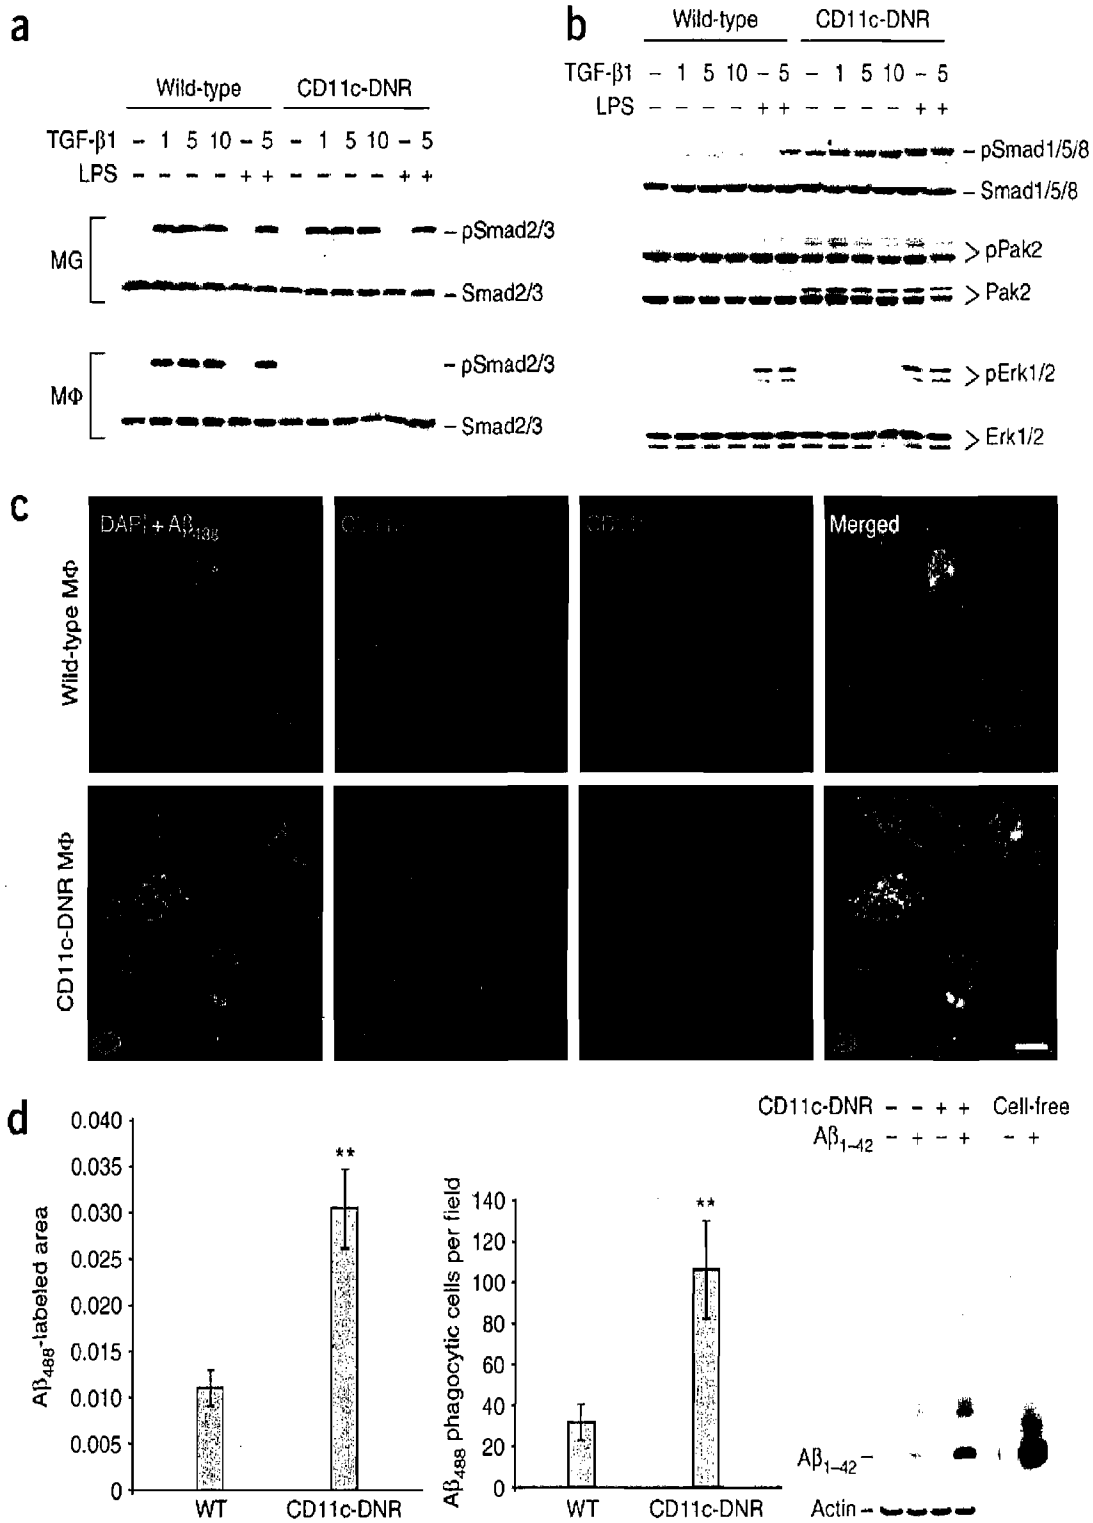 a
Wild-type CD11c-DNR
TGF-β1 – 1 5 10 – 5 – 1 5 10 – 5
LPS – – – – + + – – – – + +
MG
pSmad2/3
Smad2/3
MΦ
pSmad2/3
Smad2/3
b
Wild-type CD11c-DNR
TGF-β1 – 1 5 10 – 5 – 1 5 10 – 5
LPS – – – – + + – – – – + +
pSmad1/5/8
Smad1/5/8
pPak2
Pak2
pErk1/2
Erk1/2
c
DAPI + Aβ488
Merged
Wild-type MΦ
CD11c-DNR MΦ
d
Aβ488-labeled area
0.040
0.035
0.030
0.025
0.020
0.015
0.010
0.005
0
**
WT CD11c-DNR
Aβ488 phagocytic cells per field
140
120
100
80
60
40
20
0
**
WT CD11c-DNR
CD11c-DNR – – + + Cell-free
Aβ1–42 – + – + – +
Aβ1–42
Actin